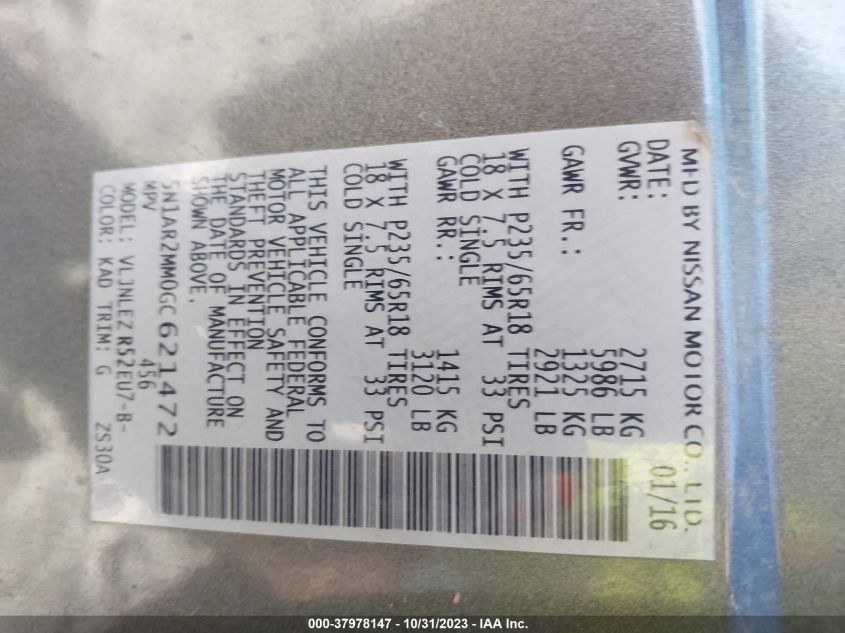 MFD BY NISSAN MOTOR CO., LTD.
DATE: 01/16
GVWR: 2715 KG
5986 LB
GAWR FR.: 1325 KG
2921 LB
WITH P235/65R18 TIRES
18 X 7.5 RIMS AT 33 PSI
COLD SINGLE
GAWR RR.: 1415 KG
3120 LB
WITH P235/65R18 TIRES
18 X 7.5 RIMS AT 33 PSI
COLD SINGLE
THIS VEHICLE CONFORMS TO
ALL APPLICABLE FEDERAL
MOTOR VEHICLE SAFETY AND
THEFT PREVENTION
STANDARDS IN EFFECT ON
THE DATE OF MANUFACTURE
SHOWN ABOVE.
5N1AR2MM0GC621472
MPV 456
MODEL: VLJNLEZ R52EU7-B-
COLOR: KAD TRIM: G ZS30A
000-37978147 - 10/31/2023 - IAA Inc.